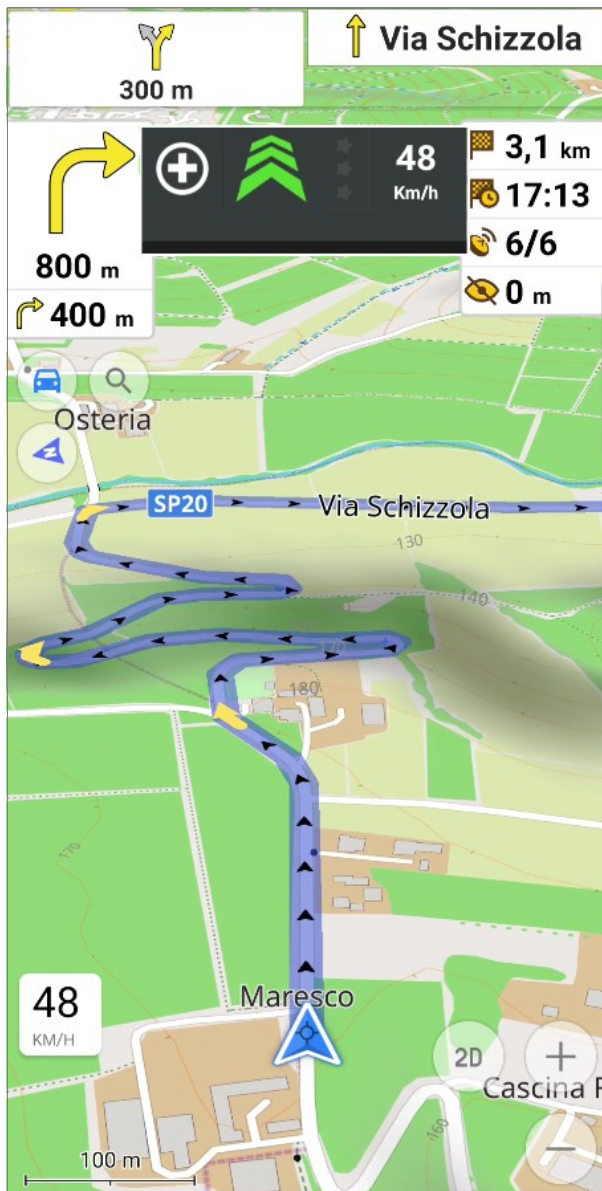 300 m
Via Schizzola
800 m
400 m
48
Km/h
3,1 km
17:13
6/6
0 m
Osteria
SP20
Via Schizzola
130
140
170
180
170
48
KM/H
Maresco
2D
Cascina F
160
100 m